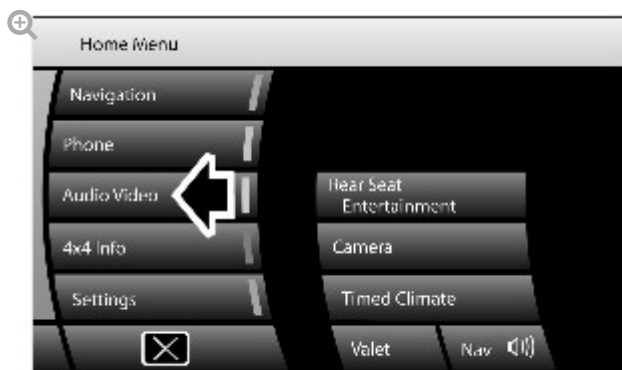 Home Menu
Navigation
Phone
Audio Video
4x4 Info
Settings
Rear Seat
Entertainment
Camera
Timed Climate
Valet
Nav